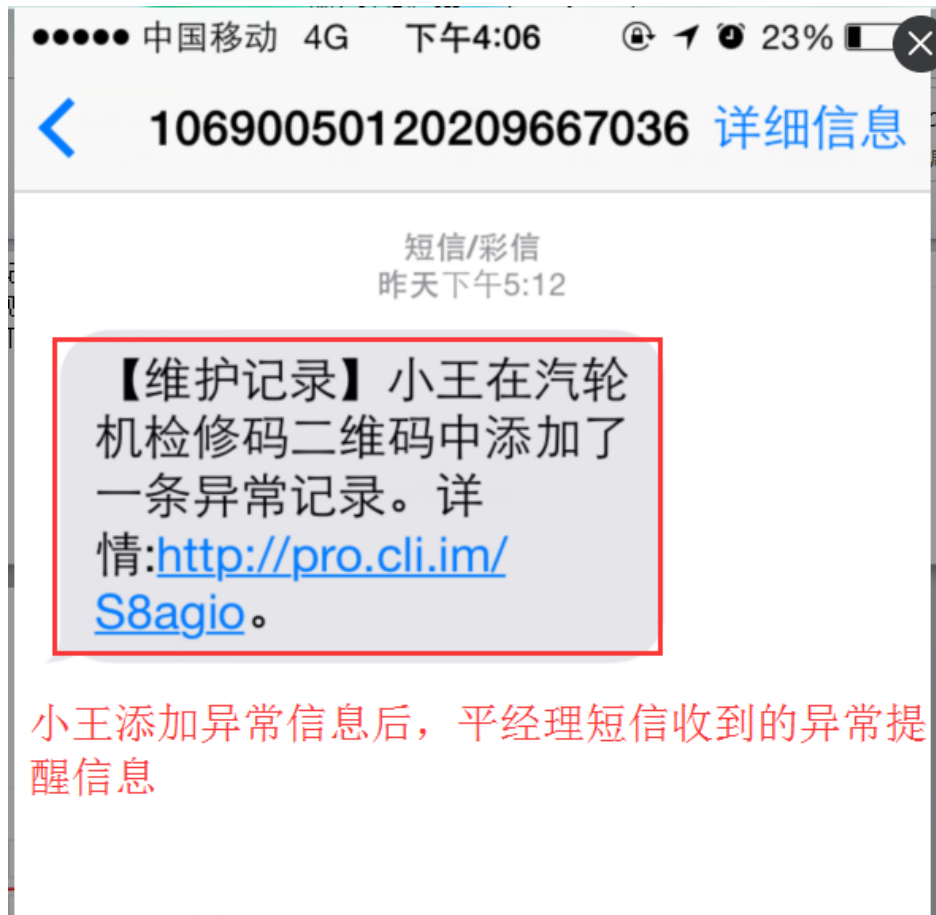 中国移动 4G 下午4:06 23%
10690050120209667036 详细信息
短信/彩信
昨天下午5:12
【维护记录】小王在汽轮
机检修码二维码中添加了
一条异常记录。详
情:http://pro.cli.im/
S8agio。
小王添加异常信息后，平经理短信收到的异常提
醒信息